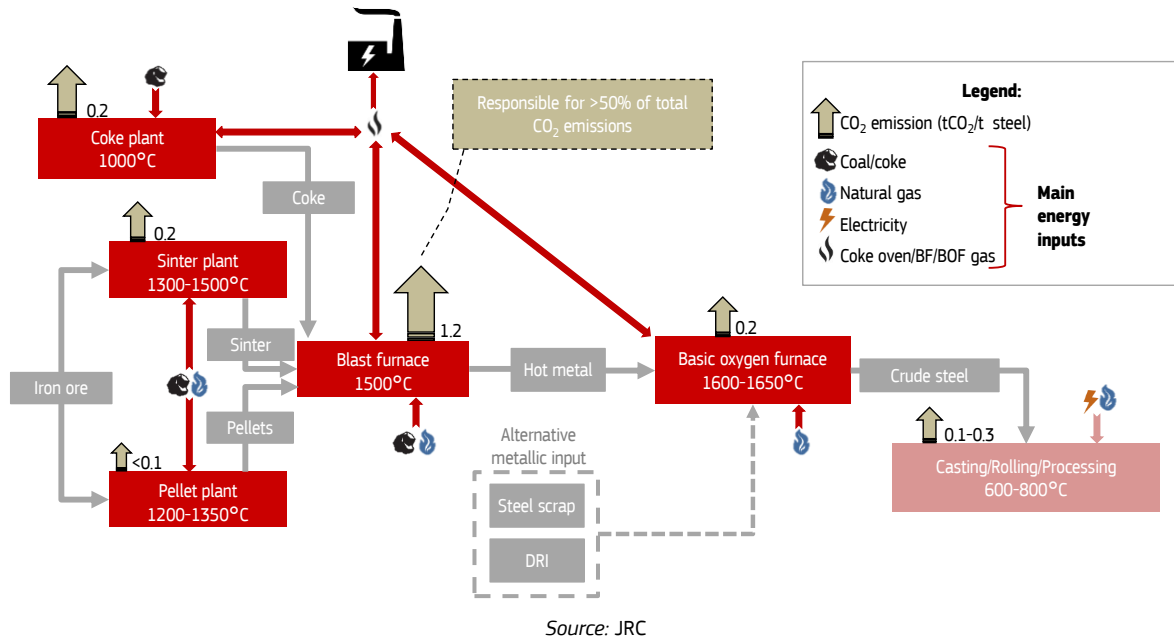 Responsible for >50% of total
CO₂ emissions
Legend:
CO₂ emission (tCO₂/t steel)
Coal/coke
Natural gas
Electricity
Coke oven/BF/BOF gas
Main
energy
inputs
0.2
Coke plant
1000°C
Coke
0.2
Sinter plant
1300-1500°C
Sinter
Iron ore
Pellets
<0.1
Pellet plant
1200-1350°C
1.2
Blast furnace
1500°C
Hot metal
0.2
Basic oxygen furnace
1600-1650°C
Crude steel
Alternative
metallic input
Steel scrap
DRI
0.1-0.3
Casting/Rolling/Processing
600-800°C
Source: JRC